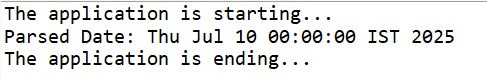 The application is starting...
Parsed Date: Thu Jul 10 00:00:00 IST 2025
The application is ending...